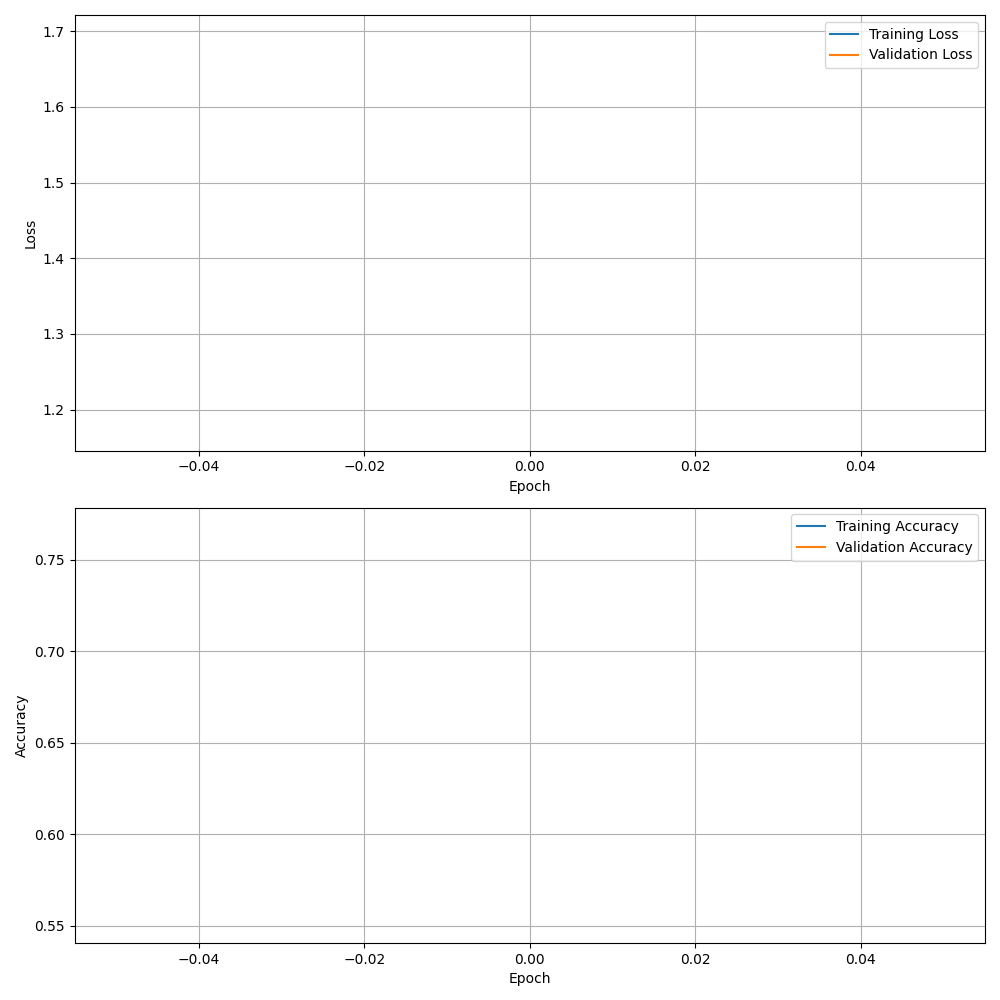 1.7
Training Loss
Validation Loss
1.6
1.5
Loss
1.4
1.3
1.2
−0.04 −0.02 0.00 0.02 0.04
Epoch
Training Accuracy
Validation Accuracy
0.75
0.70
Accuracy
0.65
0.60
0.55
−0.04 −0.02 0.00 0.02 0.04
Epoch